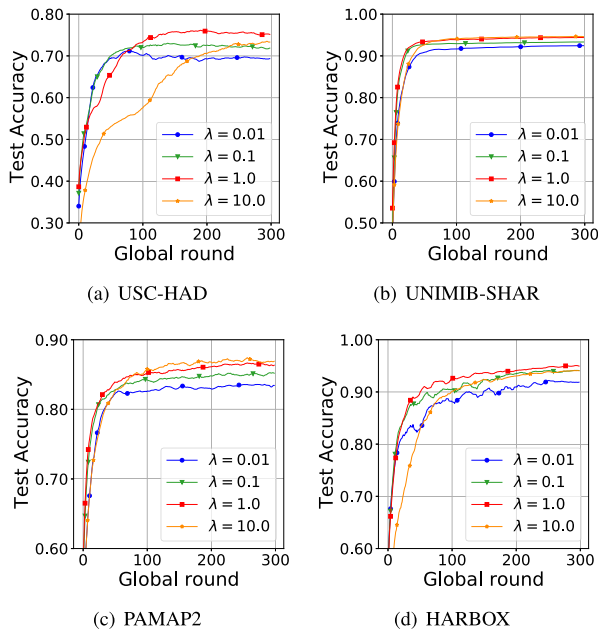 0.80
0.70
0.60
0.50
0.40
0.30
Test Accuracy
λ = 0.01
λ = 0.1
λ = 1.0
λ = 10.0
0 100 200 300
Global round
(a) USC-HAD
1.00
0.90
0.80
0.70
0.60
0.50
Test Accuracy
λ = 0.01
λ = 0.1
λ = 1.0
λ = 10.0
0 100 200 300
Global round
(b) UNIMIB-SHAR
0.90
0.80
0.70
0.60
Test Accuracy
λ = 0.01
λ = 0.1
λ = 1.0
λ = 10.0
0 100 200 300
Global round
(c) PAMAP2
1.00
0.90
0.80
0.70
0.60
Test Accuracy
λ = 0.01
λ = 0.1
λ = 1.0
λ = 10.0
0 100 200 300
Global round
(d) HARBOX